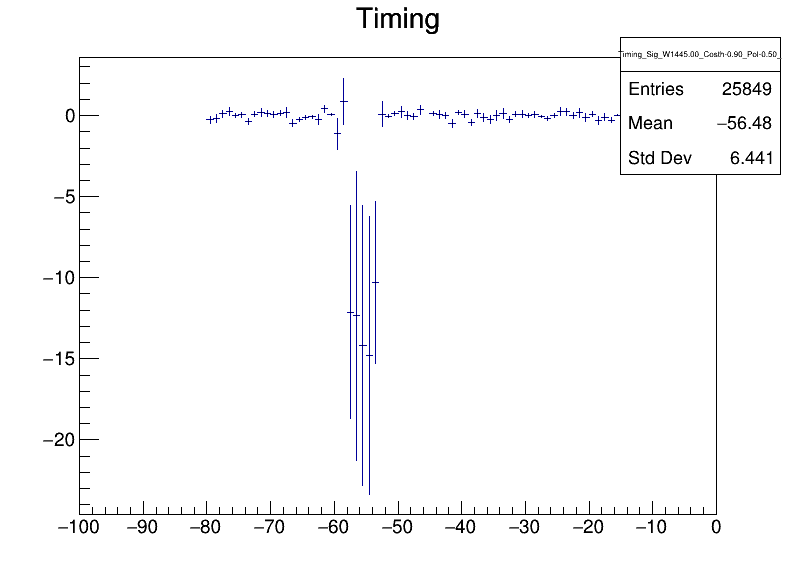 Timing
Timing_Sig_W1445.00_Costh-0.90_Pol-0.50_
Entries 25849
Mean −56.48
Std Dev 6.441
0
−5
−10
−15
−20
−100 −90 −80 −70 −60 −50 −40 −30 −20 −10 0